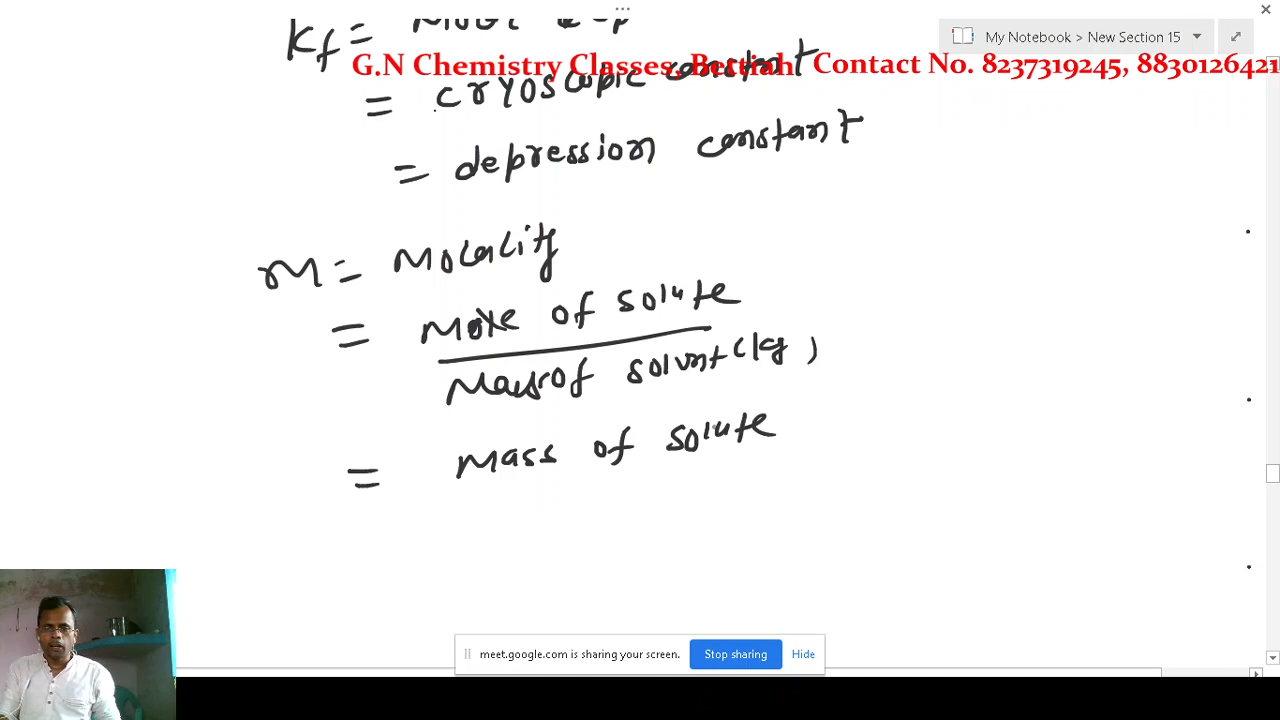 My Notebook > New Section 15
Kf =
G.N Chemistry Classes, Bettiah Contact No. 8237319245, 8830126421
= cryoscopic constant
= depression constant
m = Molality
= Mole of solute
Mass of solvent (kg)
= Mass of solute
meet.google.com is sharing your screen. Stop sharing Hide